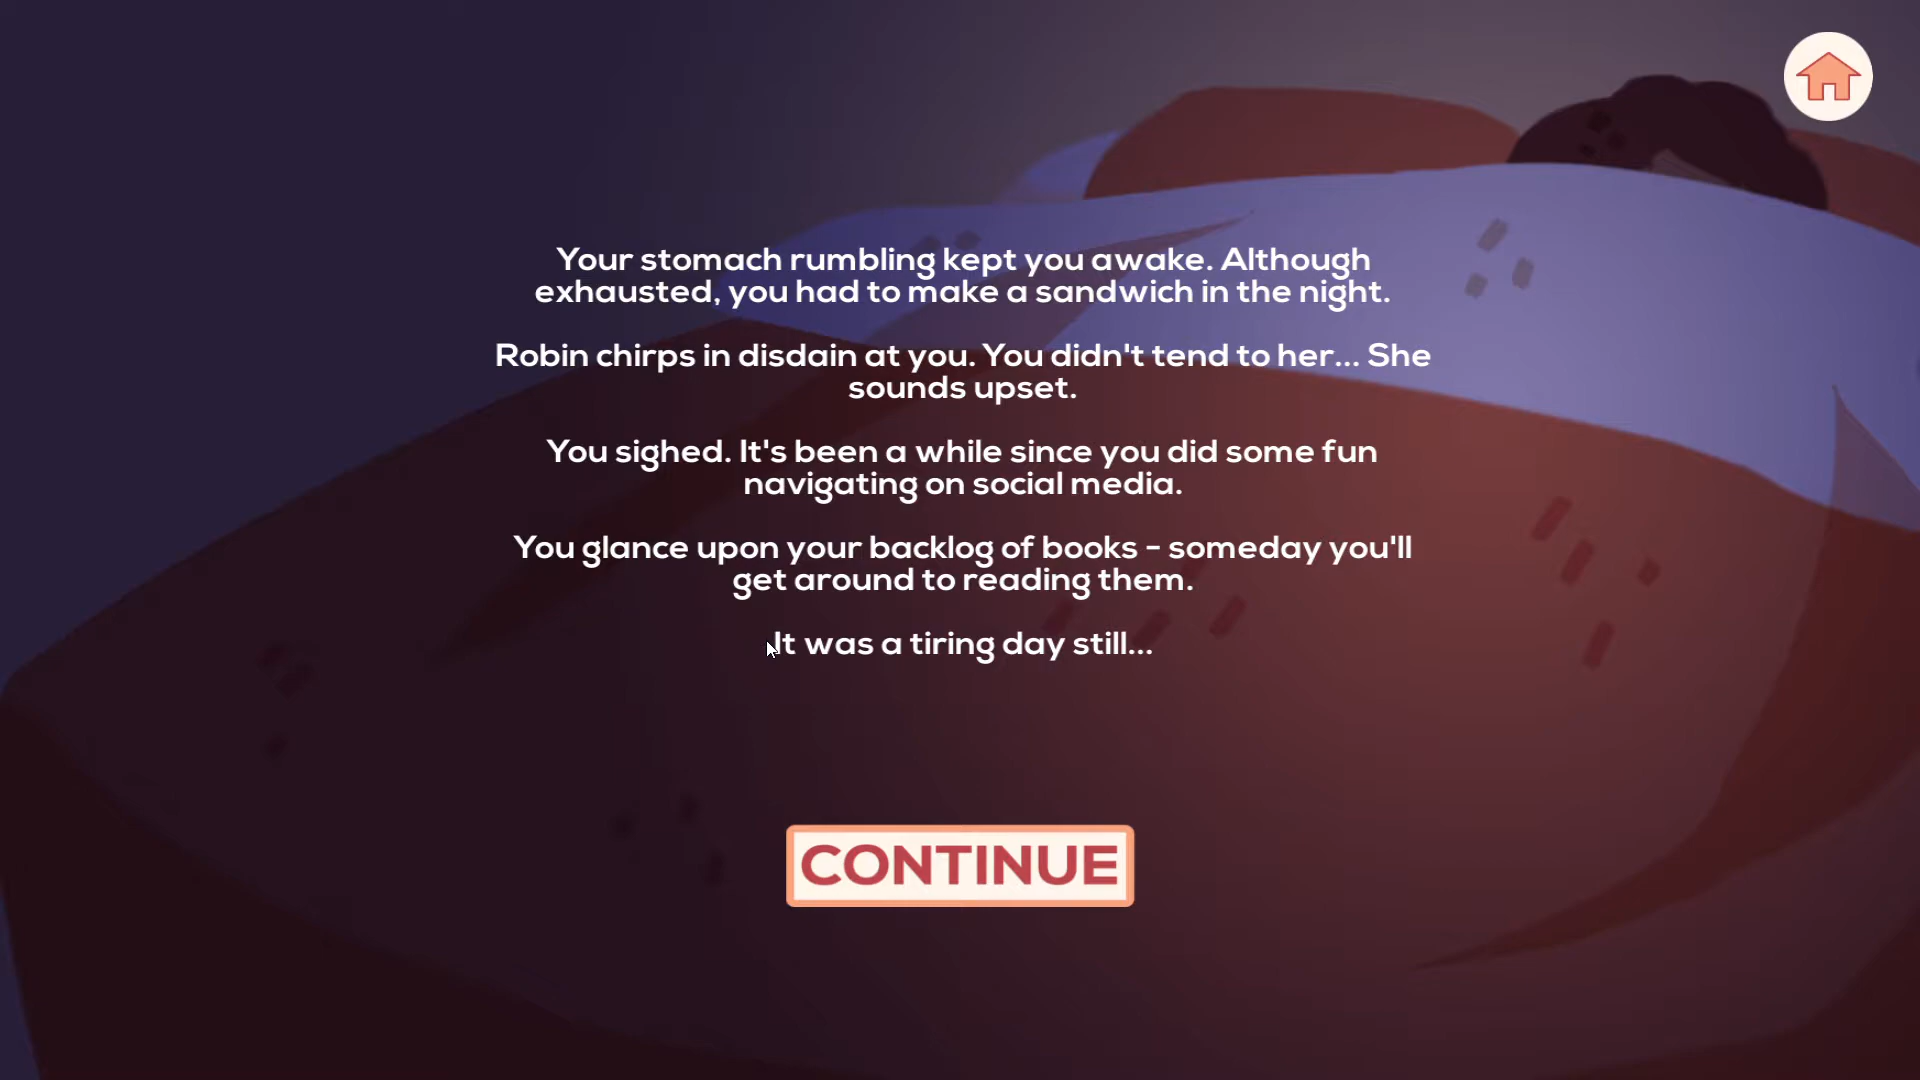 Your stomach rumbling kept you awake. Although
exhausted, you had to make a sandwich in the night.
Robin chirps in disdain at you. You didn't tend to her... She
sounds upset.
You sighed. It's been a while since you did some fun
navigating on social media.
You glance upon your backlog of books - someday you'll
get around to reading them.
It was a tiring day still...
CONTINUE